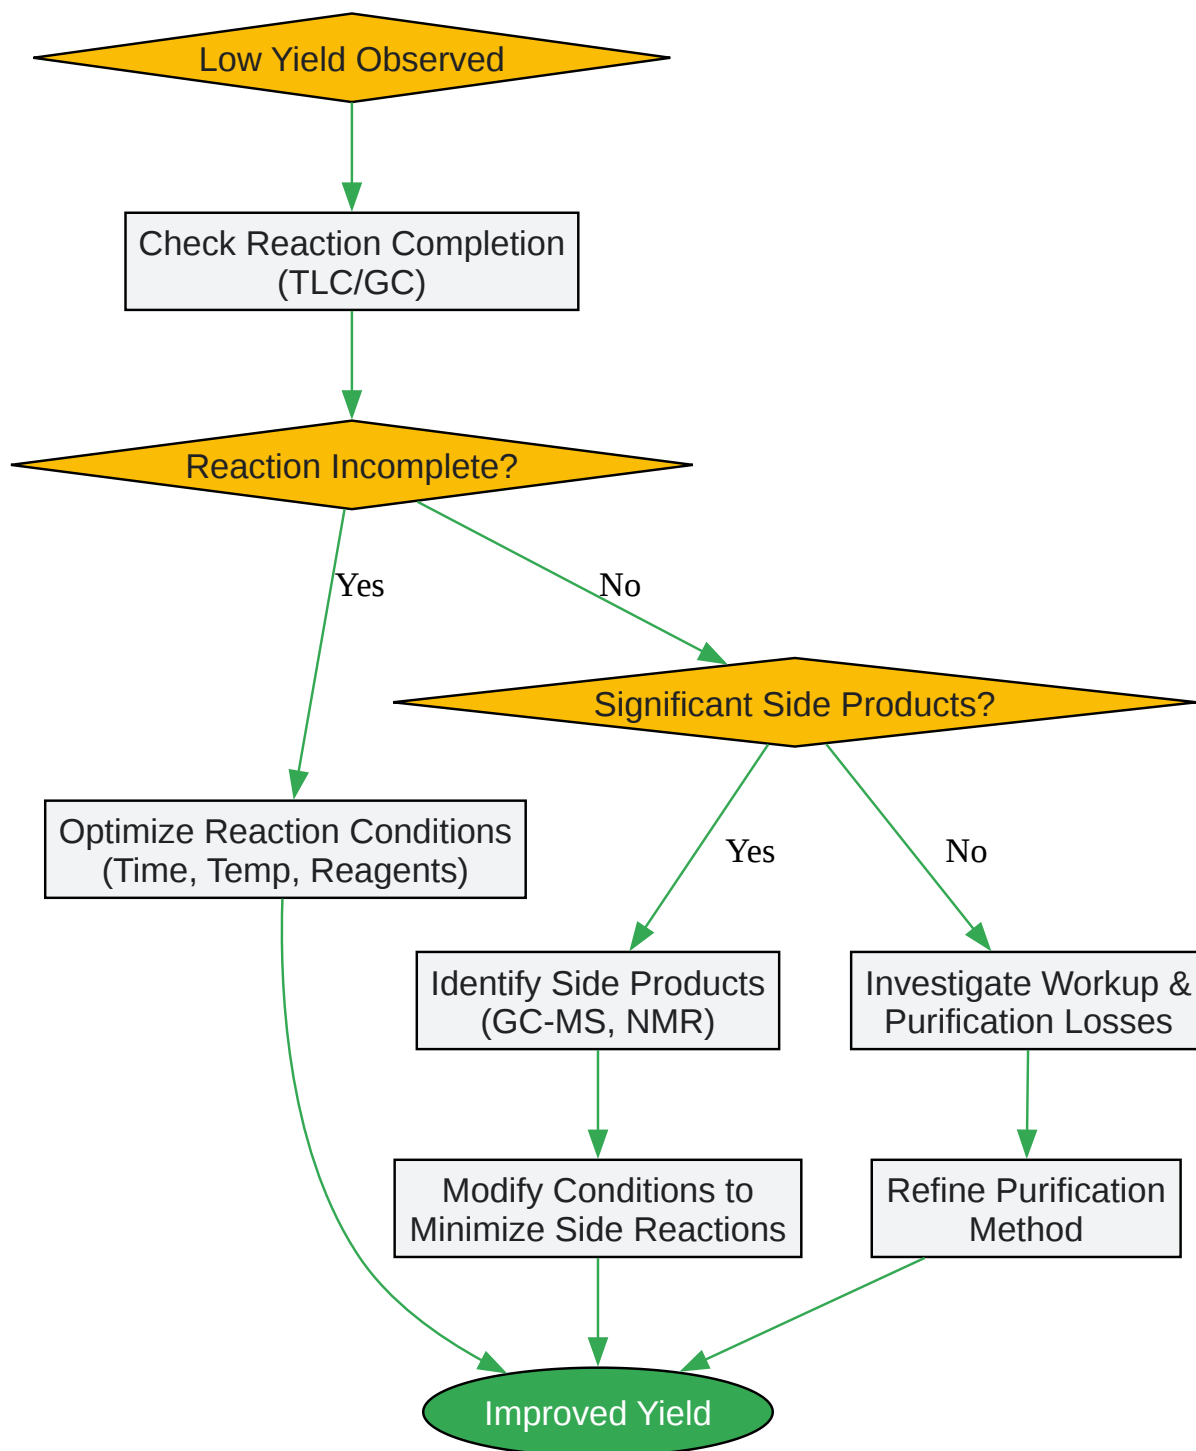 Low Yield Observed
Check Reaction Completion
(TLC/GC)
Reaction Incomplete?
Yes
No
Significant Side Products?
Optimize Reaction Conditions
(Time, Temp, Reagents)
Yes
No
Identify Side Products
(GC-MS, NMR)
Investigate Workup &
Purification Losses
Modify Conditions to
Minimize Side Reactions
Refine Purification
Method
Improved Yield